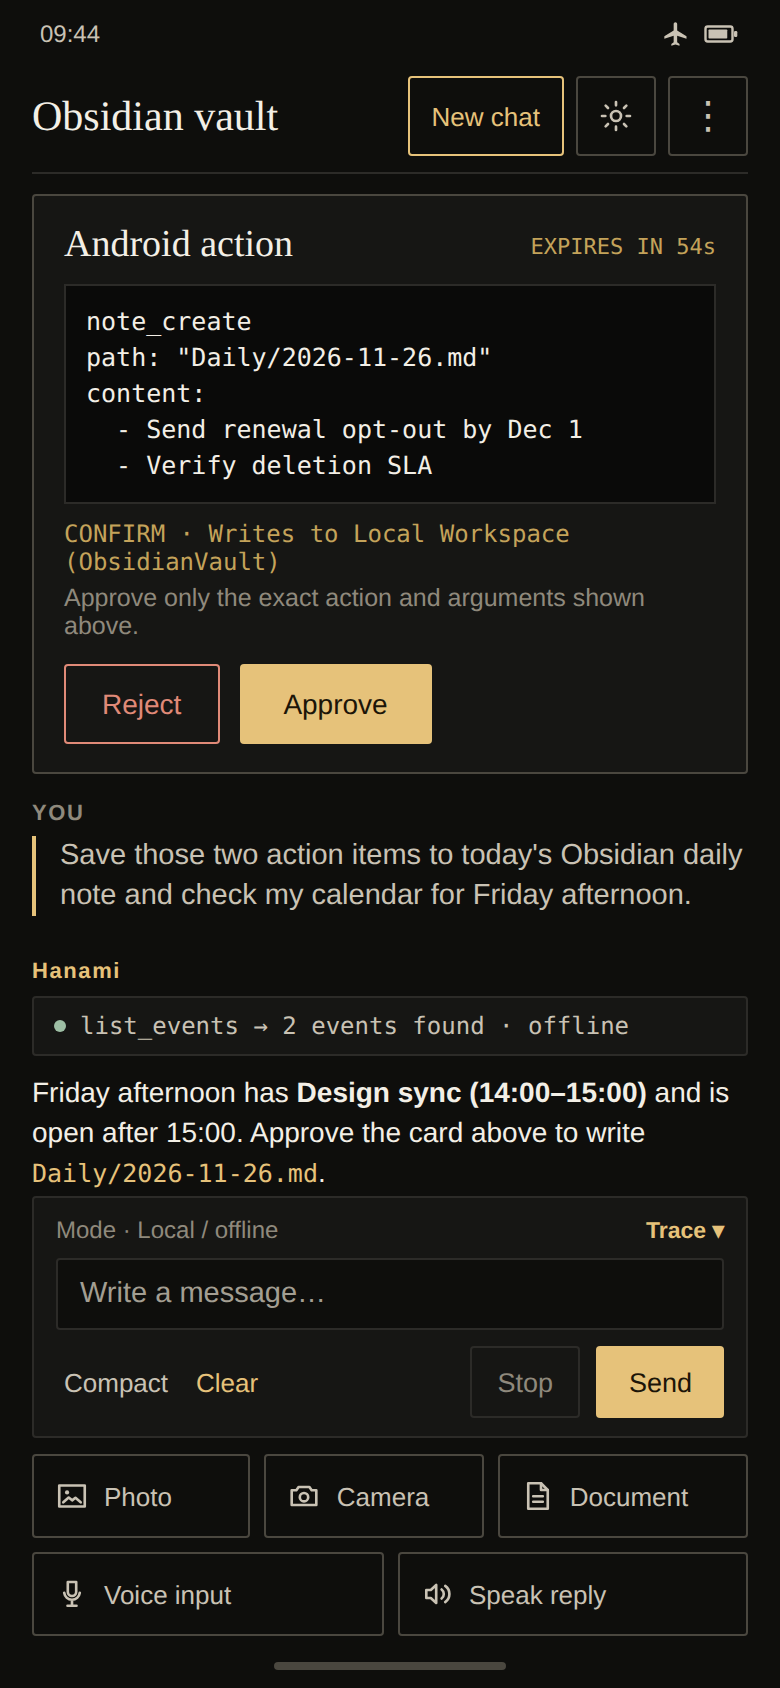 09:44
Obsidian vault
New chat
Android action
EXPIRES IN 54s
note_create
path: "Daily/2026-11-26.md"
content:
- Send renewal opt-out by Dec 1
- Verify deletion SLA
CONFIRM · Writes to Local Workspace
(ObsidianVault)
Approve only the exact action and arguments shown
above.
Reject
Approve
YOU
Save those two action items to today's Obsidian daily
note and check my calendar for Friday afternoon.
Hanami
list_events → 2 events found · offline
Friday afternoon has Design sync (14:00–15:00) and is
open after 15:00. Approve the card above to write
Daily/2026-11-26.md.
Mode · Local / offline
Trace ▾
Write a message…
Compact
Clear
Stop
Send
Photo
Camera
Document
Voice input
Speak reply